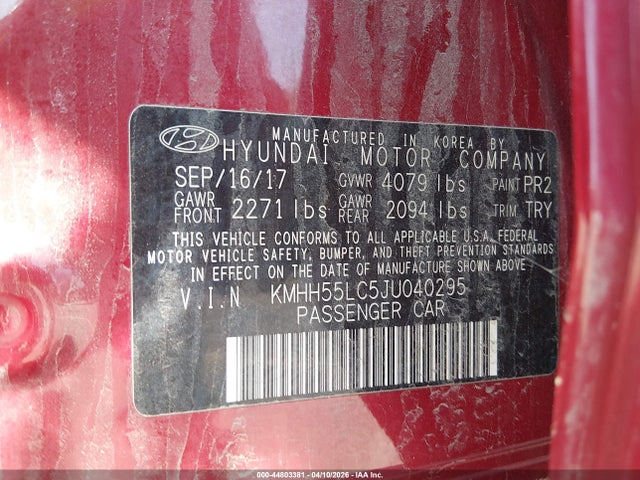 MANUFACTURED IN KOREA BY
HYUNDAI MOTOR COMPANY
SEP/16/17 GVWR 4079 lbs PAINT PR2
GAWR FRONT 2271 lbs GAWR REAR 2094 lbs TRIM TRY
THIS VEHICLE CONFORMS TO ALL APPLICABLE U.S.A. FEDERAL
MOTOR VEHICLE SAFETY, BUMPER, AND THEFT PREVENTION STANDARDS
IN EFFECT ON THE DATE OF MANUFACTURE SHOWN ABOVE
V.I.N KMHH55LC5JU040295
PASSENGER CAR
000-44803381 - 04/10/2026 - IAA Inc.